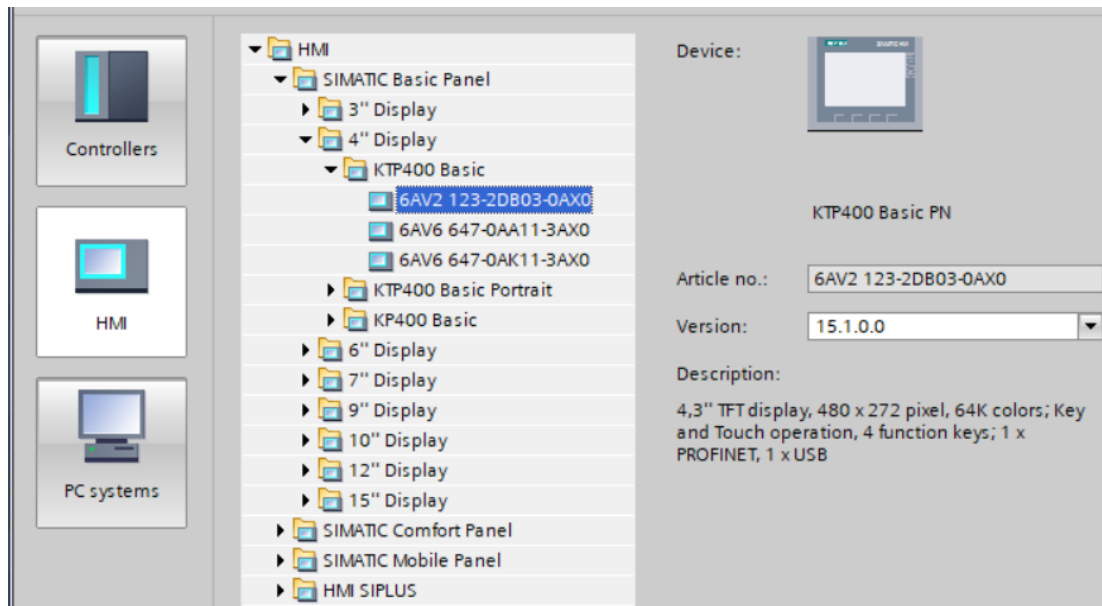 Controllers
HMI
PC systems
HMI
SIMATIC Basic Panel
3'' Display
4'' Display
KTP400 Basic
6AV2 123-2DB03-0AX0
6AV6 647-0AA11-3AX0
6AV6 647-0AK11-3AX0
KTP400 Basic Portrait
KP400 Basic
6'' Display
7'' Display
9'' Display
10'' Display
12'' Display
15'' Display
SIMATIC Comfort Panel
SIMATIC Mobile Panel
HMI SIPLUS
Device:
TOUCH
KTP400 Basic PN
Article no.: 6AV2 123-2DB03-0AX0
Version: 15.1.0.0
Description:
4,3'' TFT display, 480 x 272 pixel, 64K colors; Key
and Touch operation, 4 function keys; 1 x
PROFINET, 1 x USB